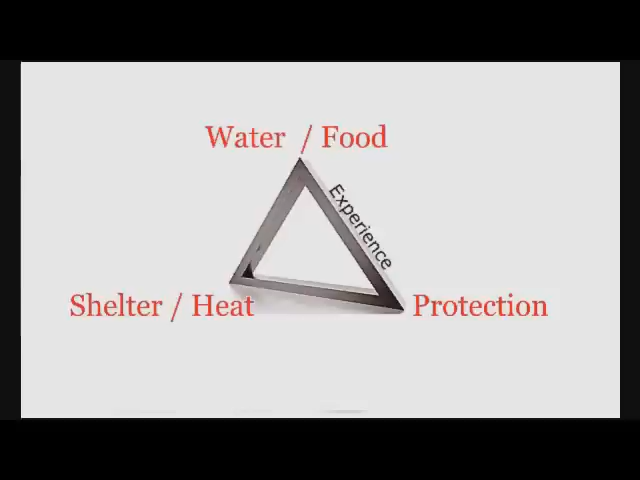 Water / Food
Experience
Shelter / Heat
Protection